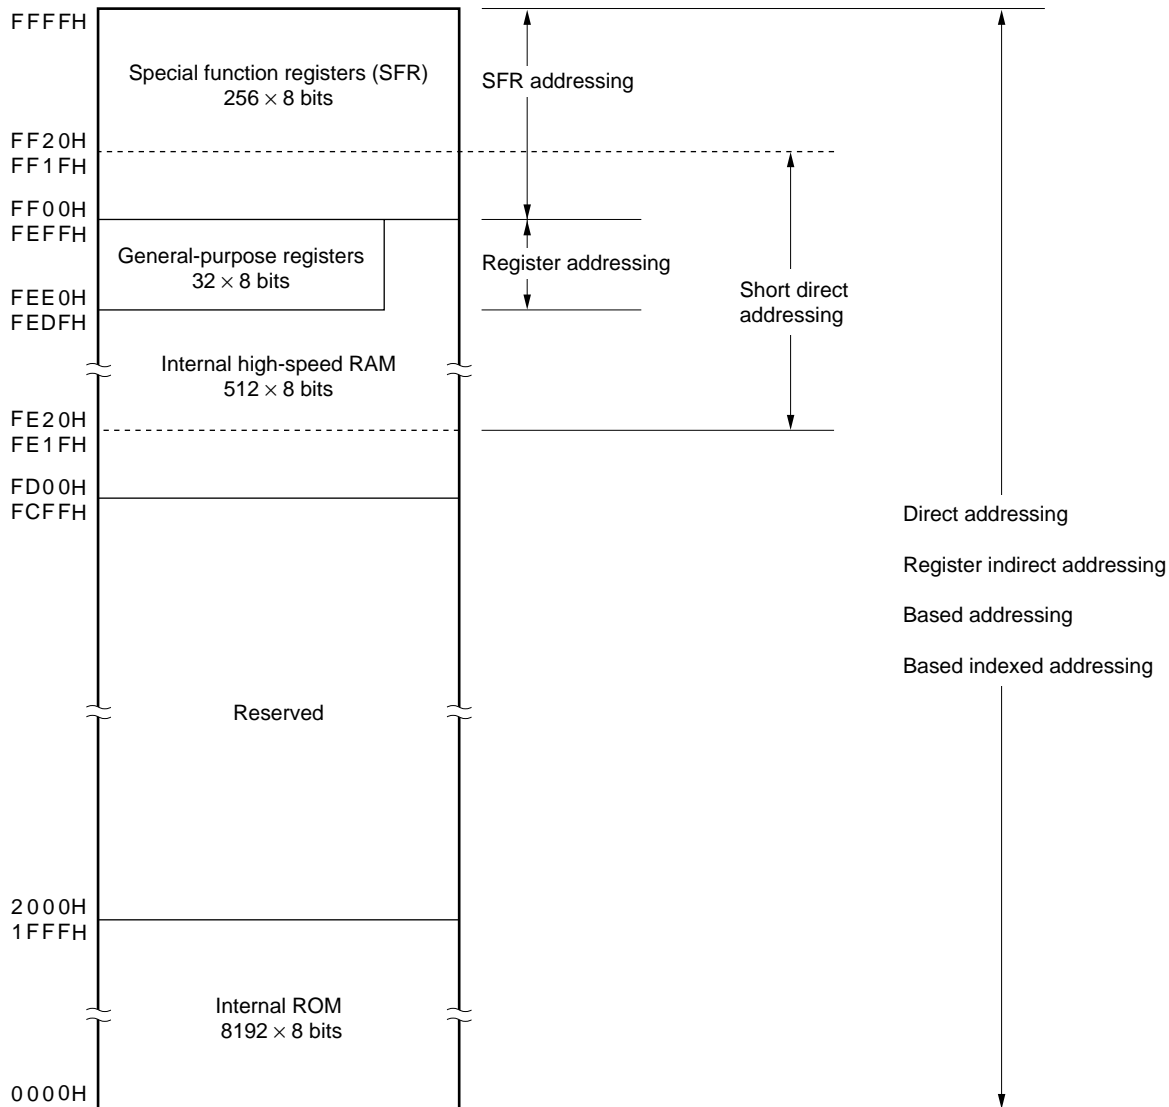 FFFFH
Special function registers (SFR)
256 × 8 bits
SFR addressing
FF20H
FF1FH
FF00H
FEFFH
General-purpose registers
32 × 8 bits
Register addressing
Short direct
addressing
FEE0H
FEDFH
Internal high-speed RAM
512 × 8 bits
FE20H
FE1FH
FD00H
FCFFH
Direct addressing
Register indirect addressing
Based addressing
Based indexed addressing
Reserved
2000H
1FFFH
Internal ROM
8192 × 8 bits
0000H